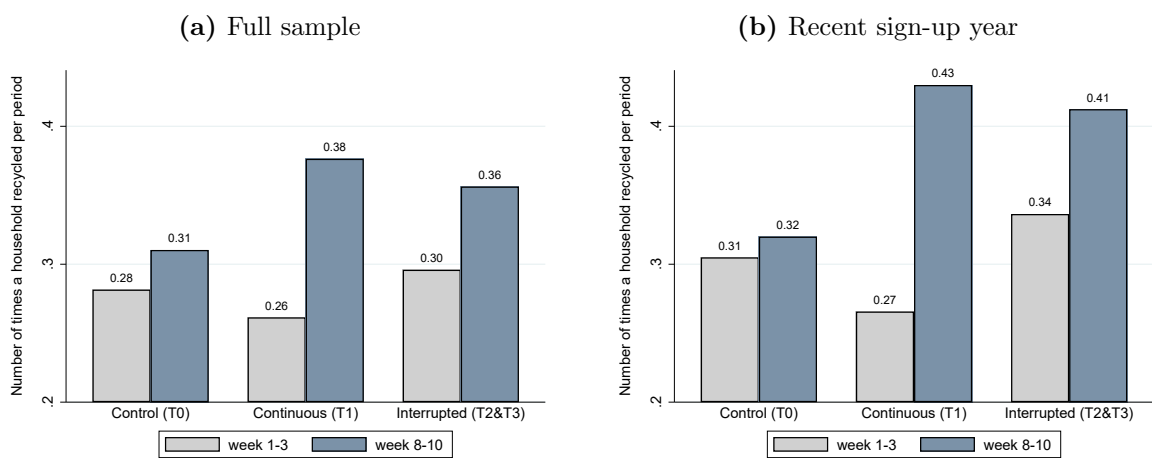 (a) Full sample
Number of times a household recycled per period
.4
.3
.2
0.28
0.31
0.26
0.38
0.30
0.36
Control (T0)
Continuous (T1)
Interrupted (T2&T3)
week 1-3
week 8-10
(b) Recent sign-up year
Number of times a household recycled per period
.4
.3
.2
0.31
0.32
0.27
0.43
0.34
0.41
Control (T0)
Continuous (T1)
Interrupted (T2&T3)
week 1-3
week 8-10